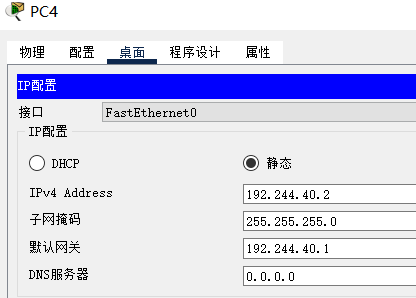 PC4
物理 配置 桌面 程序设计 属性
IP配置
接口 FastEthernet0
IP配置
DHCP 静态
IPv4 Address 192.244.40.2
子网掩码 255.255.255.0
默认网关 192.244.40.1
DNS服务器 0.0.0.0